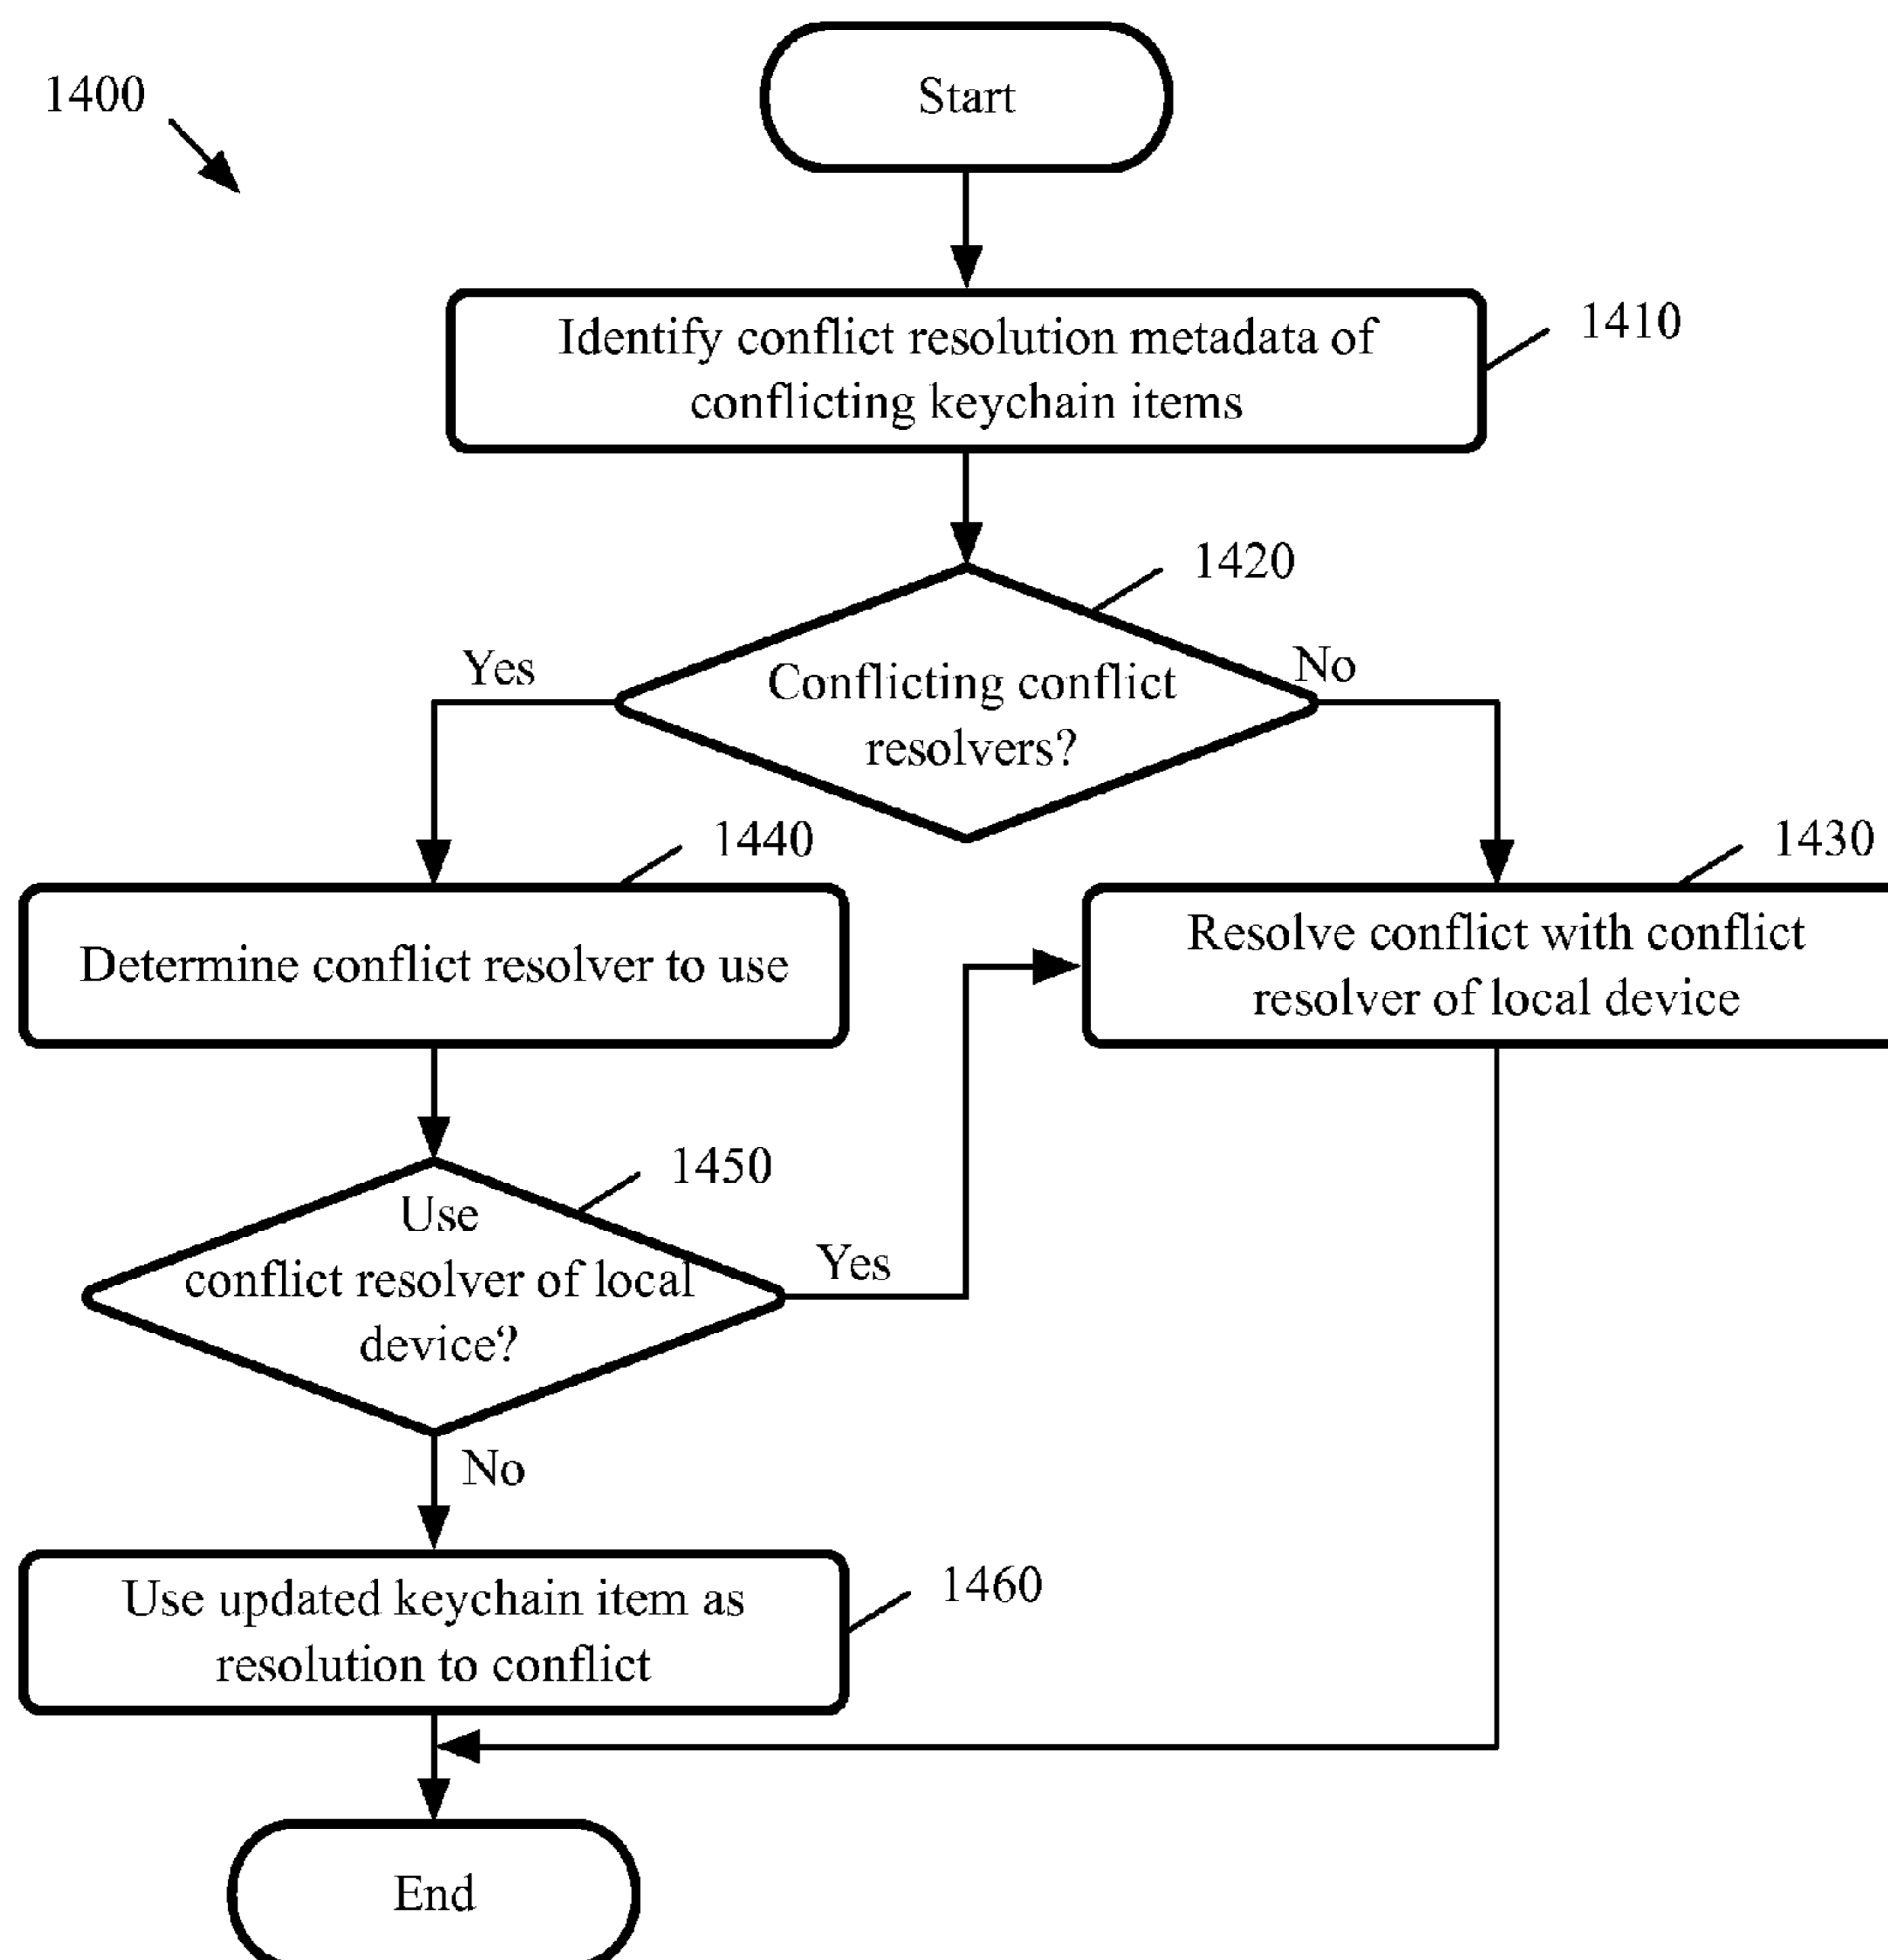 1400
Start
Identify conflict resolution metadata of
conflicting keychain items
1410
1420
Conflicting conflict
resolvers?
Yes
No
1440
Determine conflict resolver to use
1430
Resolve conflict with conflict
resolver of local device
1450
Use
conflict resolver of local
device?
Yes
No
Use updated keychain item as
resolution to conflict
1460
End